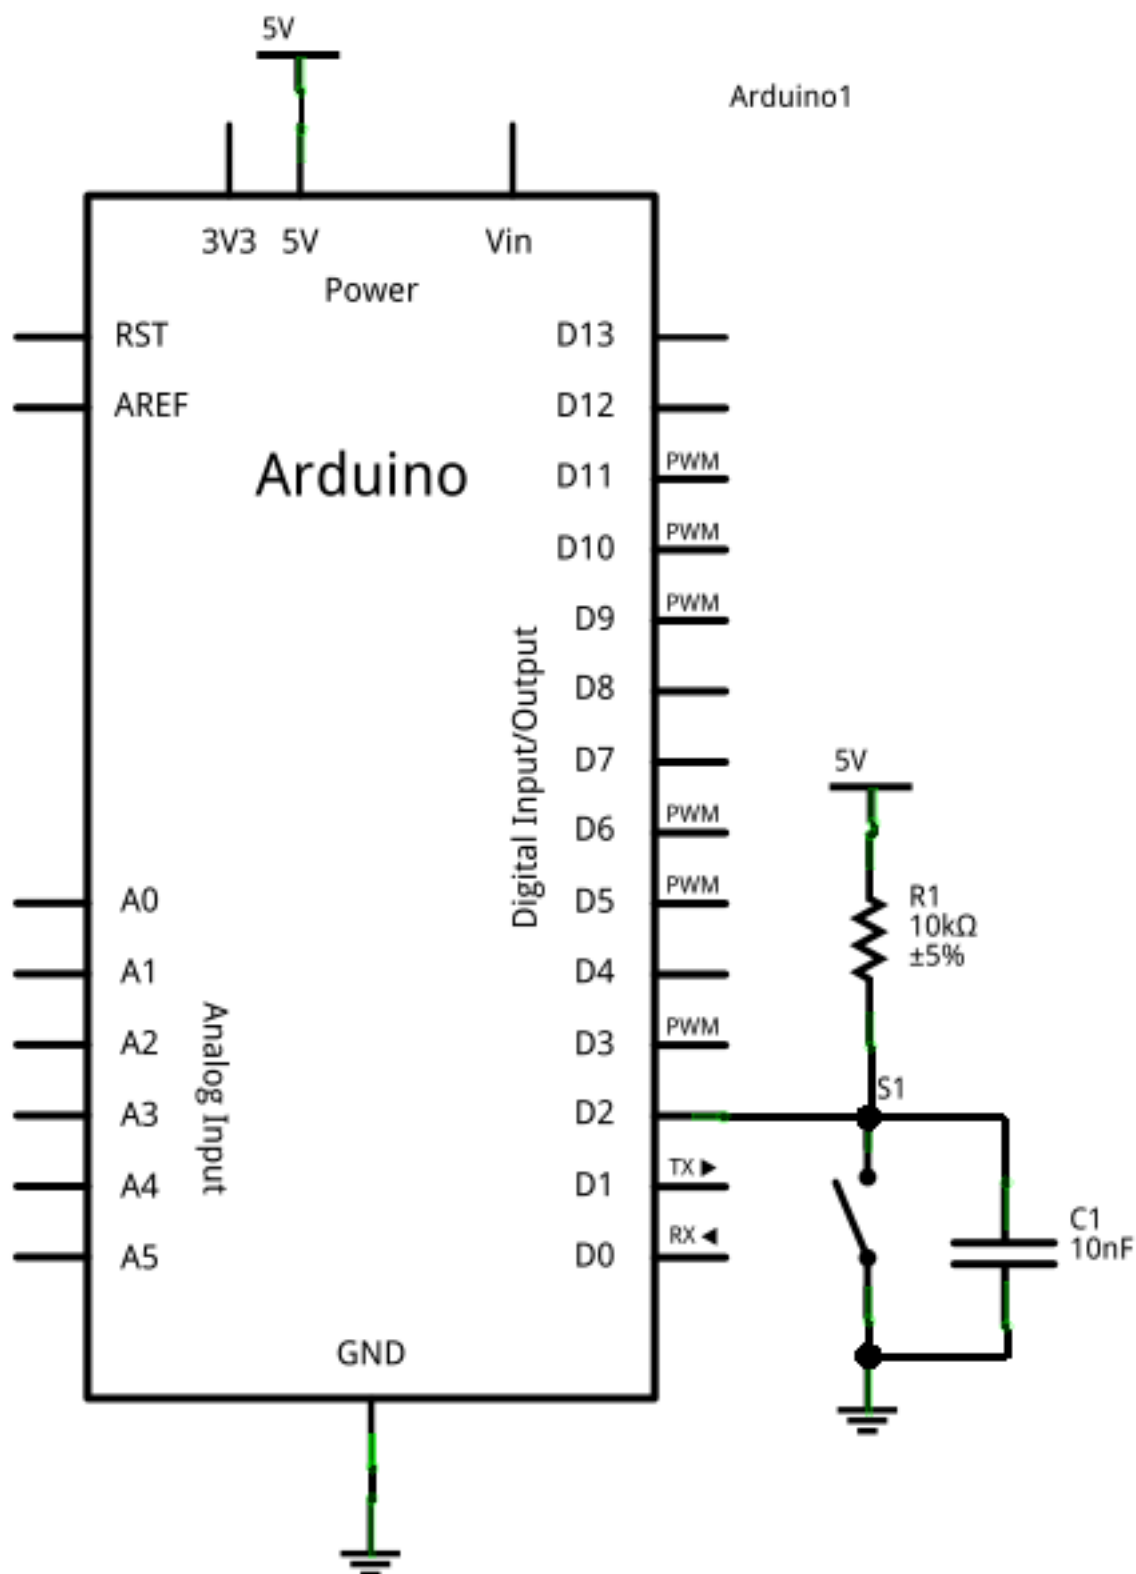 5V
Arduino1
3V3 5V Vin
Power
RST D13
AREF D12
Arduino
PWM
D11
PWM
D10
PWM
D9
D8
D7
PWM
D6
PWM
D5
D4
PWM
D3
D2
TX ▶
D1
RX ◀
D0
Digital Input/Output
A0
A1
A2
A3
A4
A5
Analog Input
GND
5V
R1
10kΩ
±5%
S1
C1
10nF